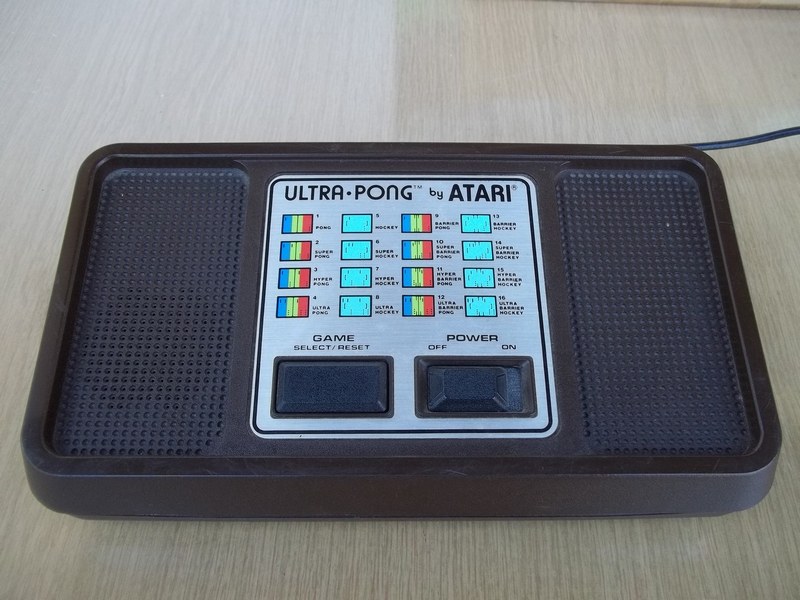 ULTRA•PONG™ by ATARI®
1 PONG
5 HOCKEY
9 BARRIER PONG
13 BARRIER HOCKEY
2 SUPER PONG
6 SUPER HOCKEY
10 SUPER BARRIER PONG
14 SUPER BARRIER HOCKEY
3 HYPER PONG
7 HYPER HOCKEY
11 HYPER BARRIER PONG
15 HYPER BARRIER HOCKEY
4 ULTRA PONG
8 ULTRA HOCKEY
12 ULTRA BARRIER PONG
16 ULTRA BARRIER HOCKEY
GAME
SELECT/RESET
POWER
OFF ON